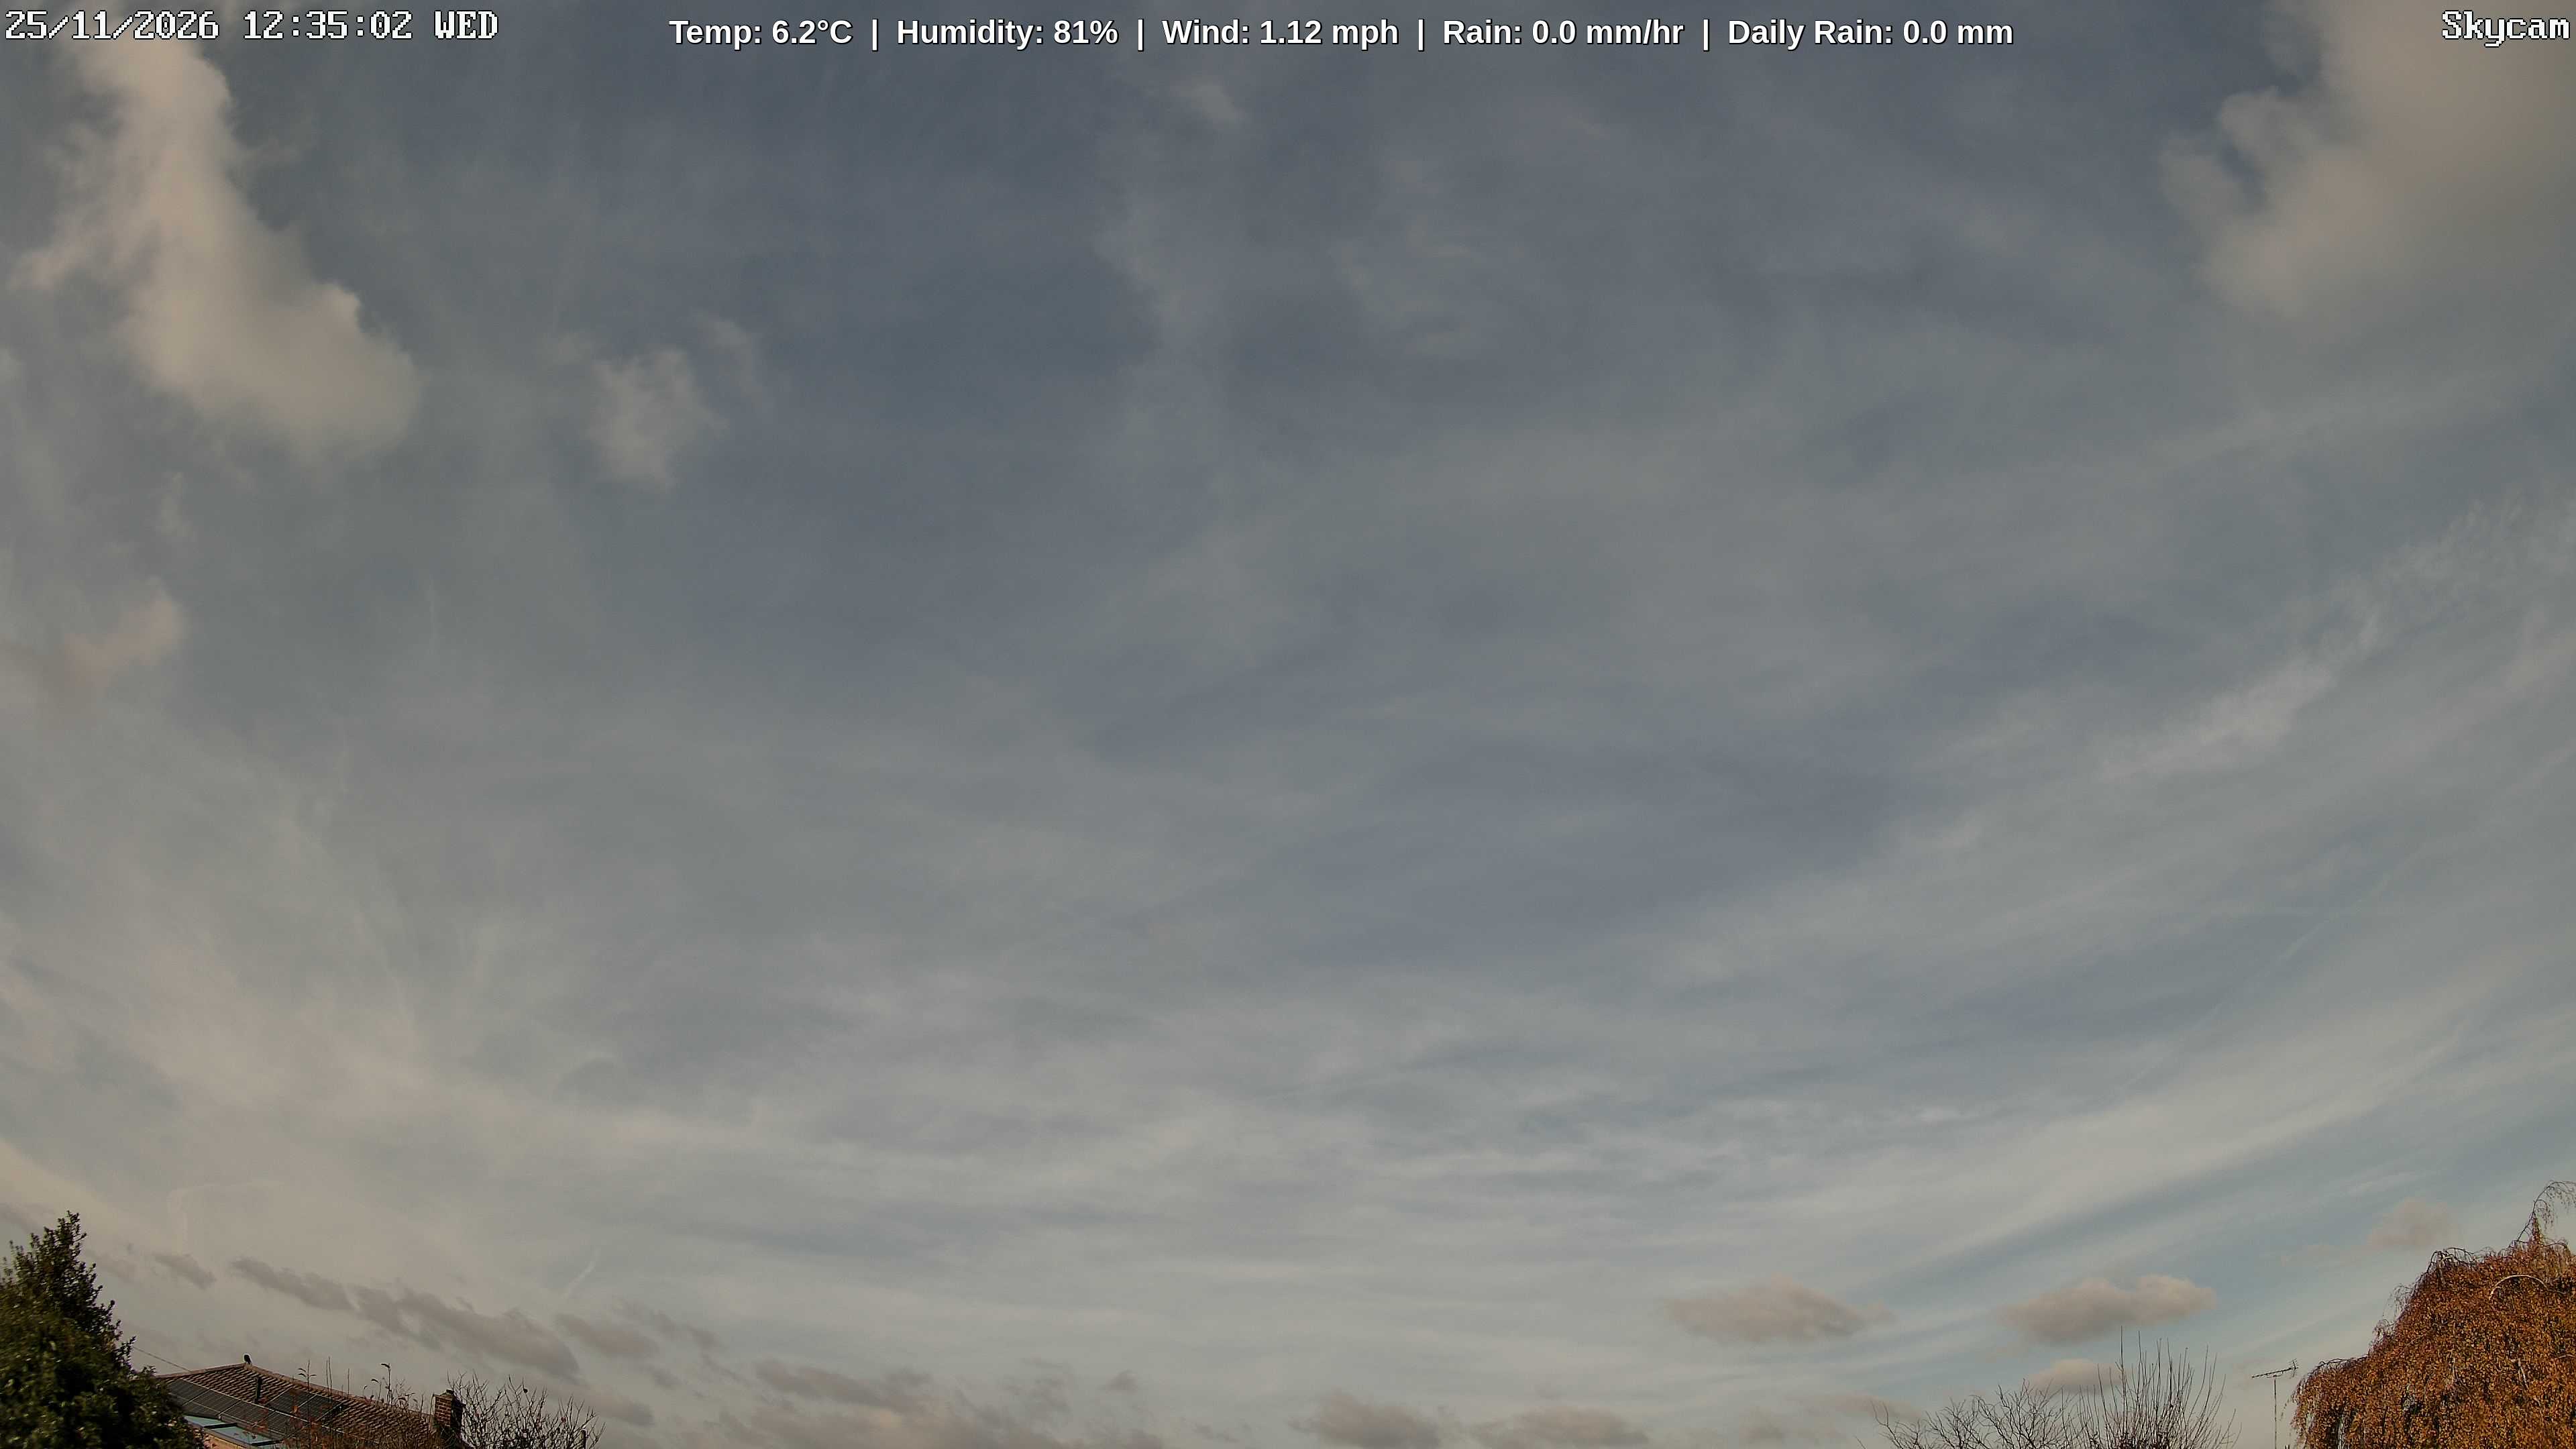 25/11/2026 12:35:02 WED
Temp: 6.2°C | Humidity: 81% | Wind: 1.12 mph | Rain: 0.0 mm/hr | Daily Rain: 0.0 mm
Skycam